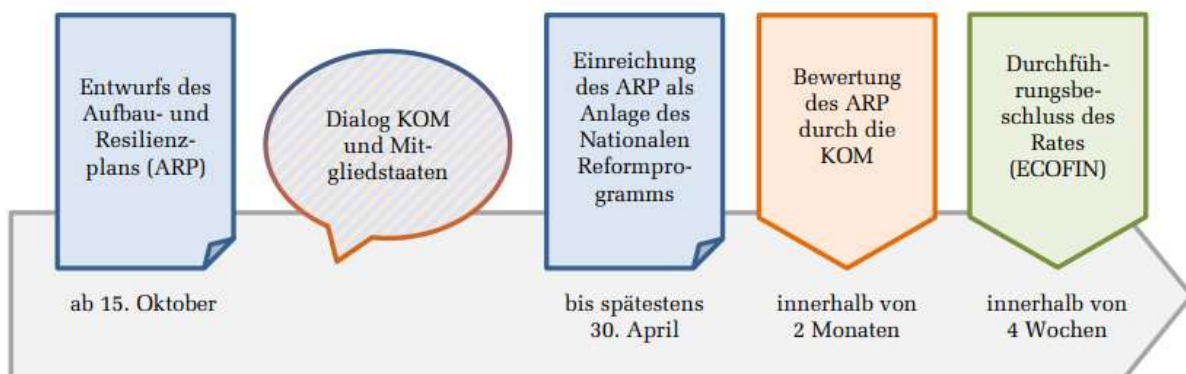 Entwurfs des
Aufbau- und
Resilienz-
plans (ARP)
Dialog KOM
und Mit-
gliedstaaten
Einreichung
des ARP als
Anlage des
Nationalen
Reformpro-
gramms
Bewertung
des ARP
durch die
KOM
Durchfüh-
rungsbe-
schluss des
Rates
(ECOFIN)
ab 15. Oktober
bis spätestens
30. April
innerhalb von
2 Monaten
innerhalb von
4 Wochen